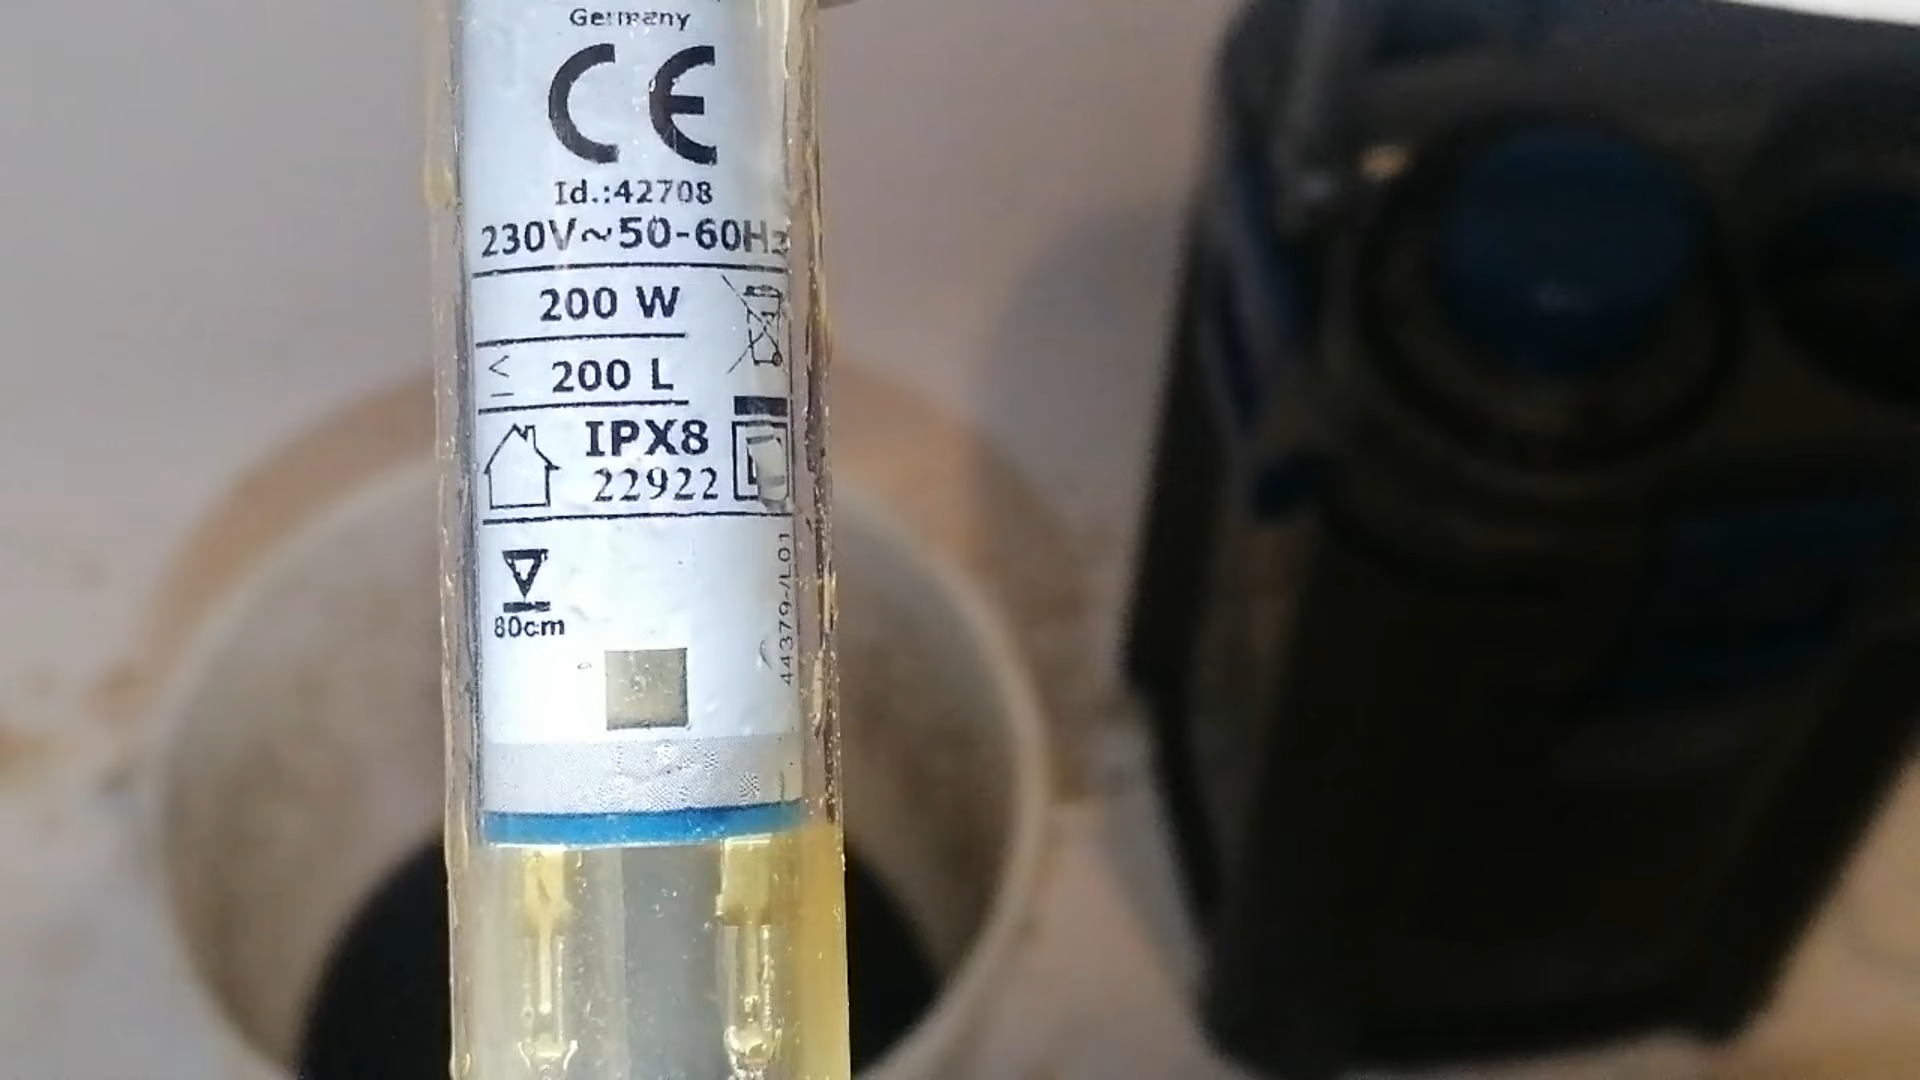 Germany
CE
Id.:42708
230V~50-60Hz
200 W
≤ 200 L
IPX8
22922
80cm
44379-/L01